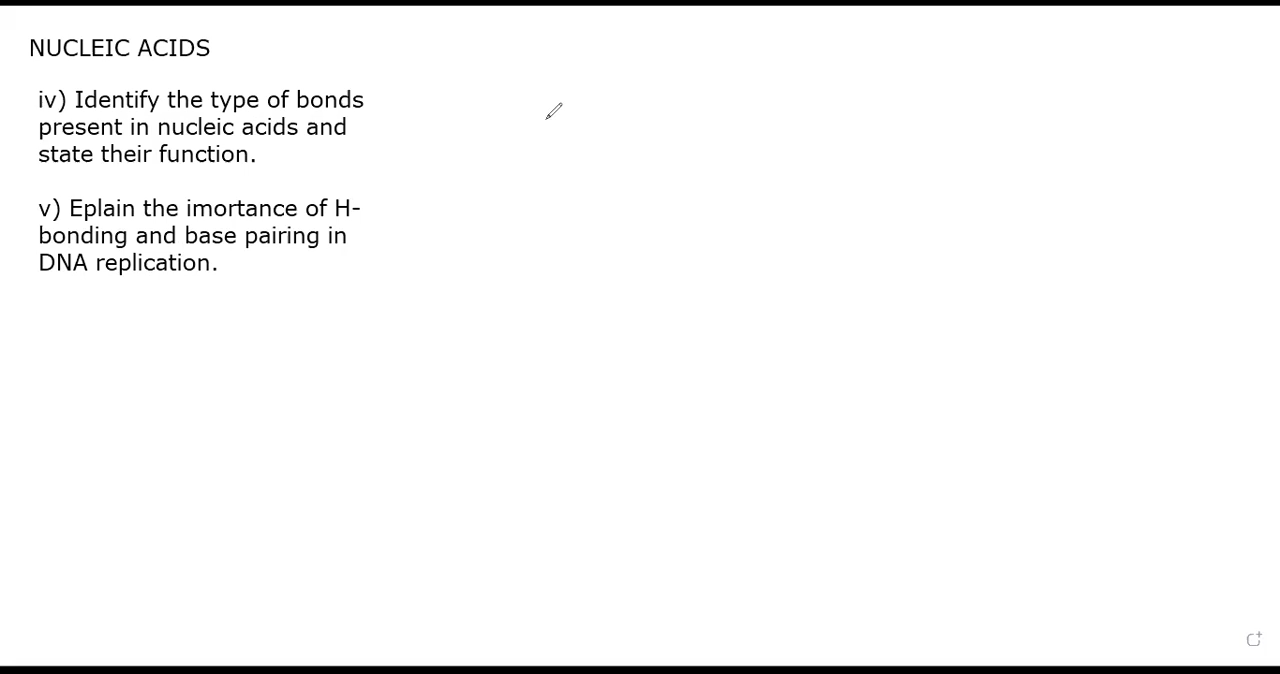 NUCLEIC ACIDS
iv) Identify the type of bonds
present in nucleic acids and
state their function.
v) Eplain the imortance of H-
bonding and base pairing in
DNA replication.